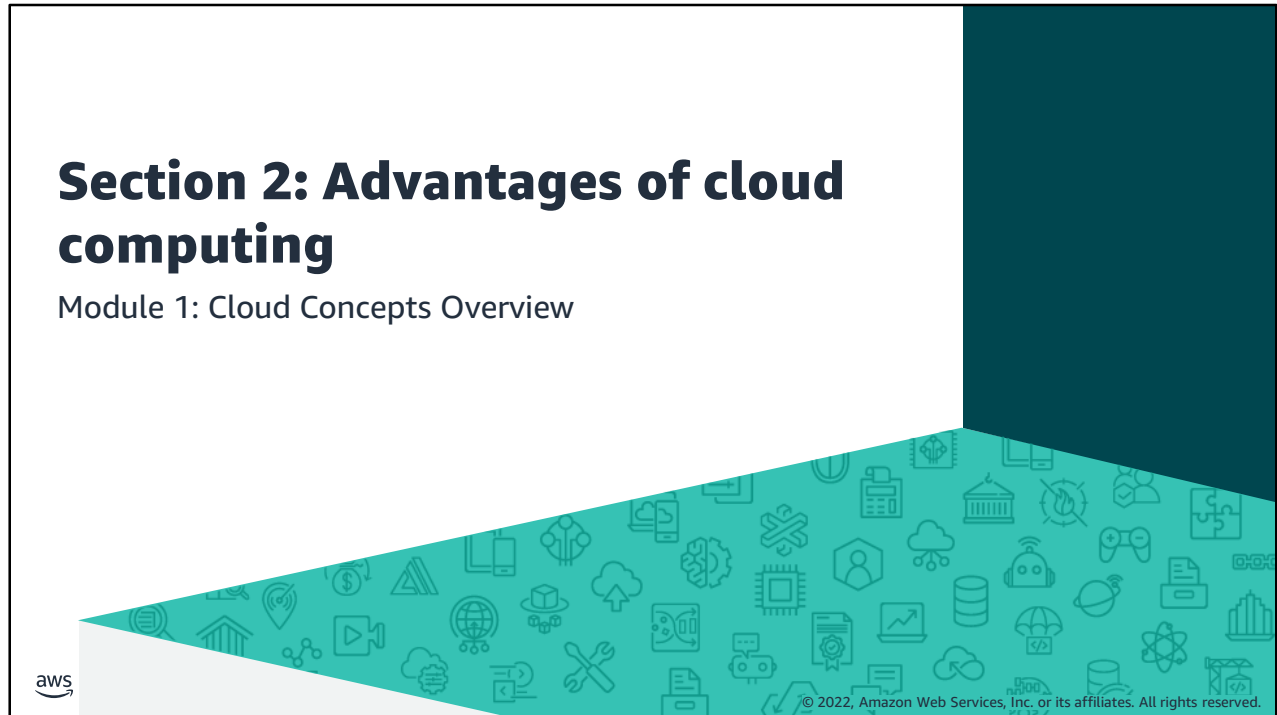 Section 2: Advantages of cloud
computing
Module 1: Cloud Concepts Overview
aws
© 2022, Amazon Web Services, Inc. or its affiliates. All rights reserved.